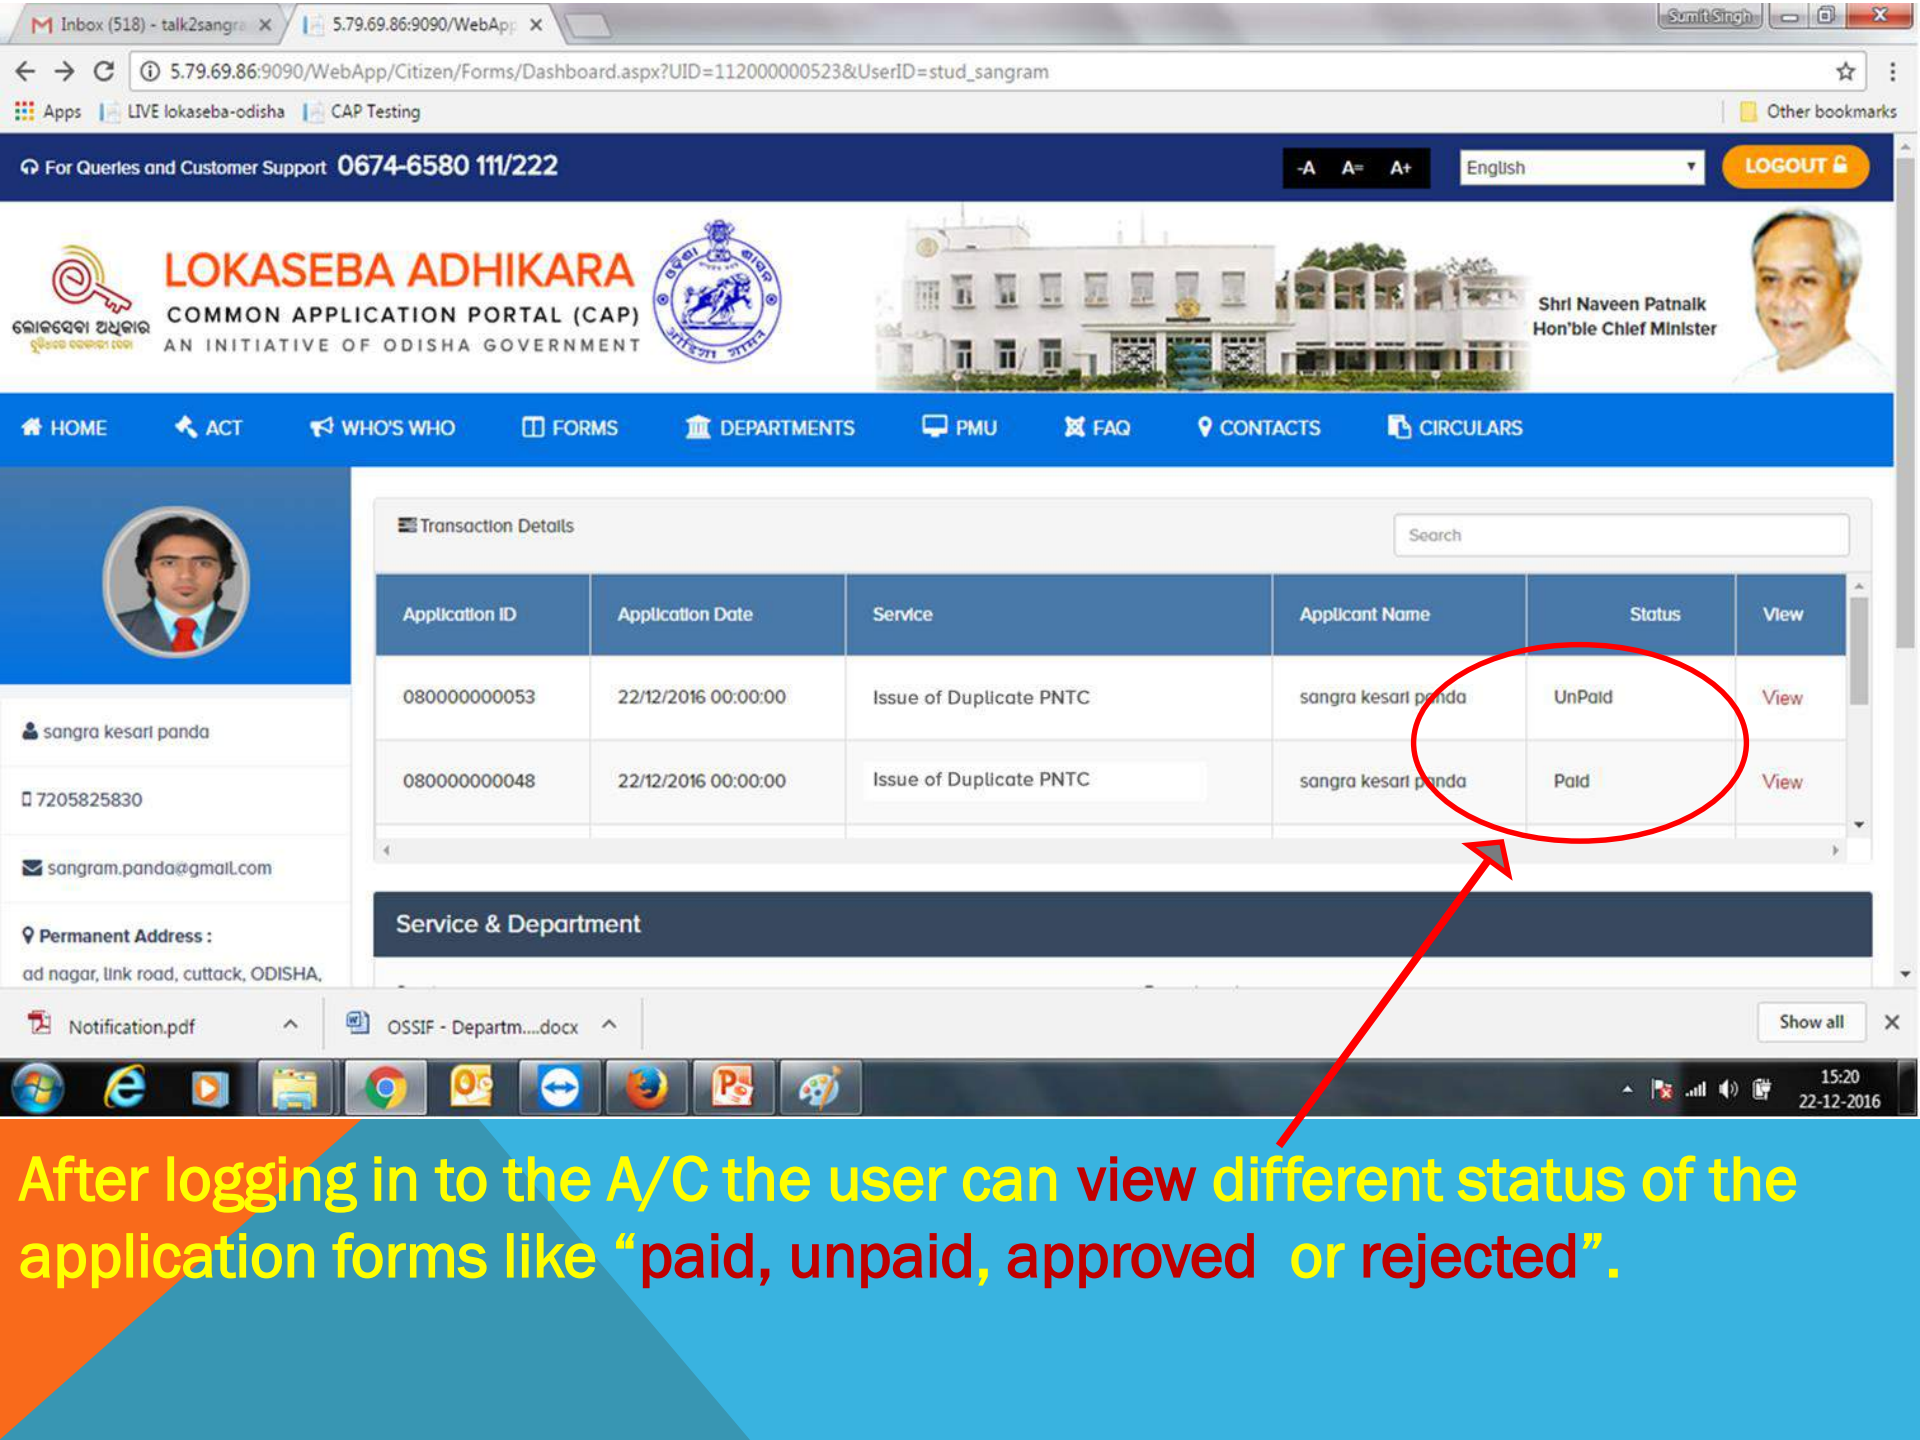 Inbox (518) - talk2sangra
5.79.69.86:9090/WebApp
Sumit Singh
5.79.69.86:9090/WebApp/Citizen/Forms/Dashboard.aspx?UID=112000000523&UserID=stud_sangram
Apps LIVE lokaseba-odisha CAP Testing Other bookmarks
For Queries and Customer Support 0674-6580 111/222 -A A= A+ English LOGOUT
LOKASEBA ADHIKARA
COMMON APPLICATION PORTAL (CAP)
AN INITIATIVE OF ODISHA GOVERNMENT
ଲୋକସେବା ଅଧିକାର
Shri Naveen Patnaik
Hon'ble Chief Minister
HOME ACT WHO'S WHO FORMS DEPARTMENTS PMU FAQ CONTACTS CIRCULARS
Transaction Details Search
Application ID Application Date Service Applicant Name Status View
080000000053 22/12/2016 00:00:00 Issue of Duplicate PNTC sangra kesari panda UnPaid View
080000000048 22/12/2016 00:00:00 Issue of Duplicate PNTC sangra kesari panda Paid View
sangra kesari panda
7205825830
sangram.panda@gmail.com
Permanent Address :
ad nagar, link road, cuttack, ODISHA,
Service & Department
Notification.pdf OSSIF - Departm....docx Show all
15:20
22-12-2016
After logging in to the A/C the user can view different status of the
application forms like “paid, unpaid, approved or rejected”.